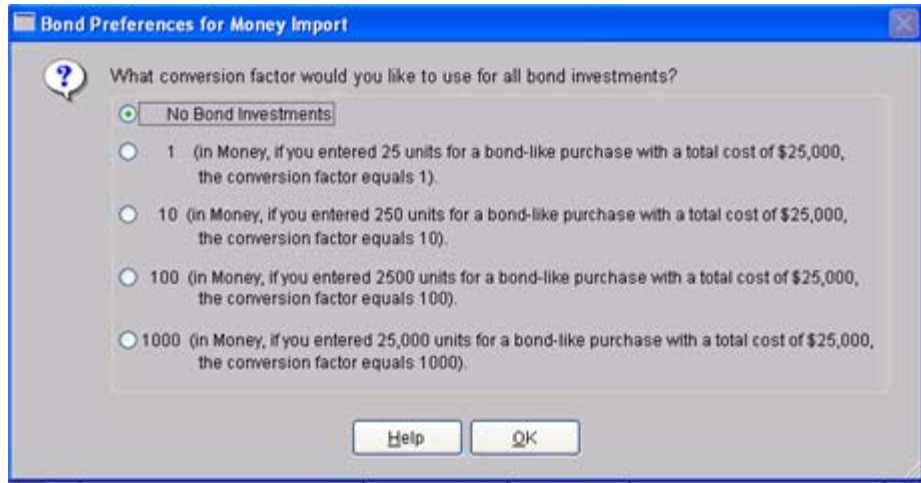 Bond Preferences for Money Import
?
What conversion factor would you like to use for all bond investments?
No Bond Investments
1 (in Money, if you entered 25 units for a bond-like purchase with a total cost of $25,000,
the conversion factor equals 1).
10 (in Money, if you entered 250 units for a bond-like purchase with a total cost of $25,000,
the conversion factor equals 10).
100 (in Money, if you entered 2500 units for a bond-like purchase with a total cost of $25,000,
the conversion factor equals 100).
1000 (in Money, if you entered 25,000 units for a bond-like purchase with a total cost of $25,000,
the conversion factor equals 1000).
Help OK